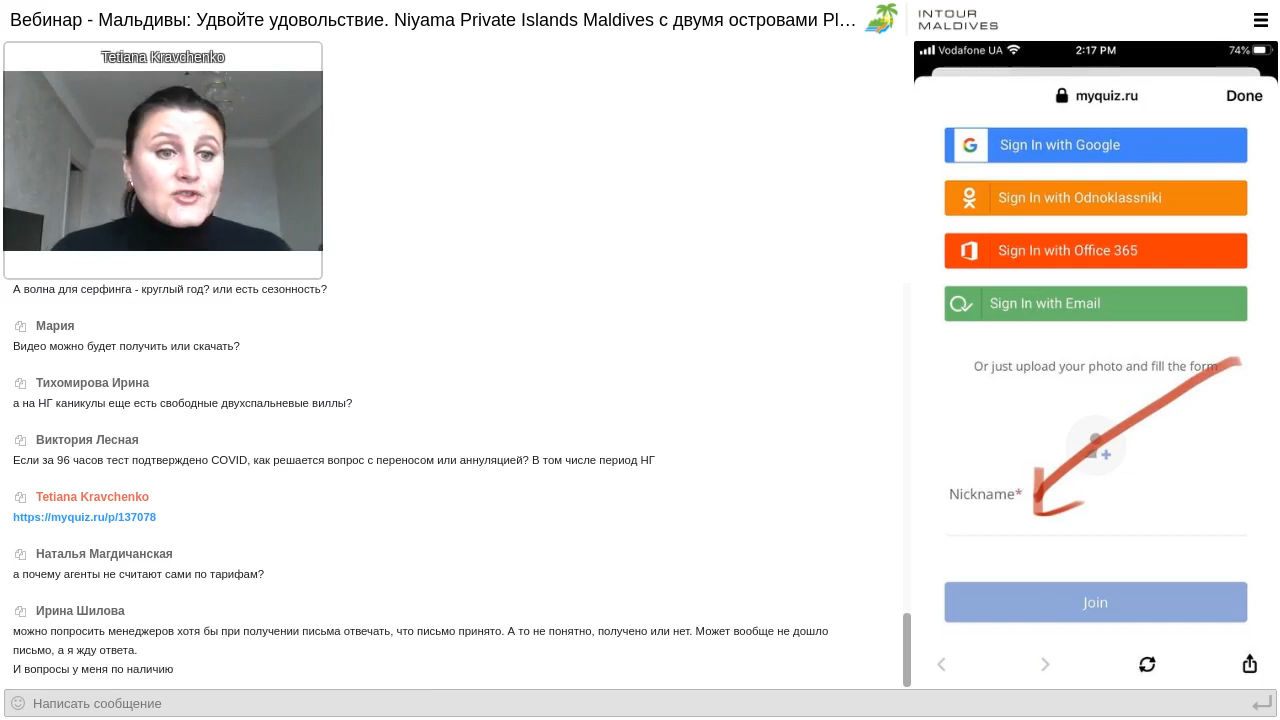 Вебинар - Мальдивы: Удвойте удовольствие. Niyama Private Islands Maldives с двумя островами Pl…
INTOUR
MALDIVES
Tetiana Kravchenko
А волна для серфинга - круглый год? или есть сезонность?
Мария
Видео можно будет получить или скачать?
Тихомирова Ирина
а на НГ каникулы еще есть свободные двухспальневые виллы?
Виктория Лесная
Если за 96 часов тест подтверждено COVID, как решается вопрос с переносом или аннуляцией? В том числе период НГ
Tetiana Kravchenko
https://myquiz.ru/p/137078
Наталья Магдичанская
а почему агенты не считают сами по тарифам?
Ирина Шилова
можно попросить менеджеров хотя бы при получении письма отвечать, что письмо принято. А то не понятно, получено или нет. Может вообще не дошло
письмо, а я жду ответа.
И вопросы у меня по наличию
Написать сообщение
Vodafone UA 2:17 PM 74%
myquiz.ru Done
Sign In with Google
Sign In with Odnoklassniki
Sign In with Office 365
Sign In with Email
Or just upload your photo and fill the form
Nickname*
Join